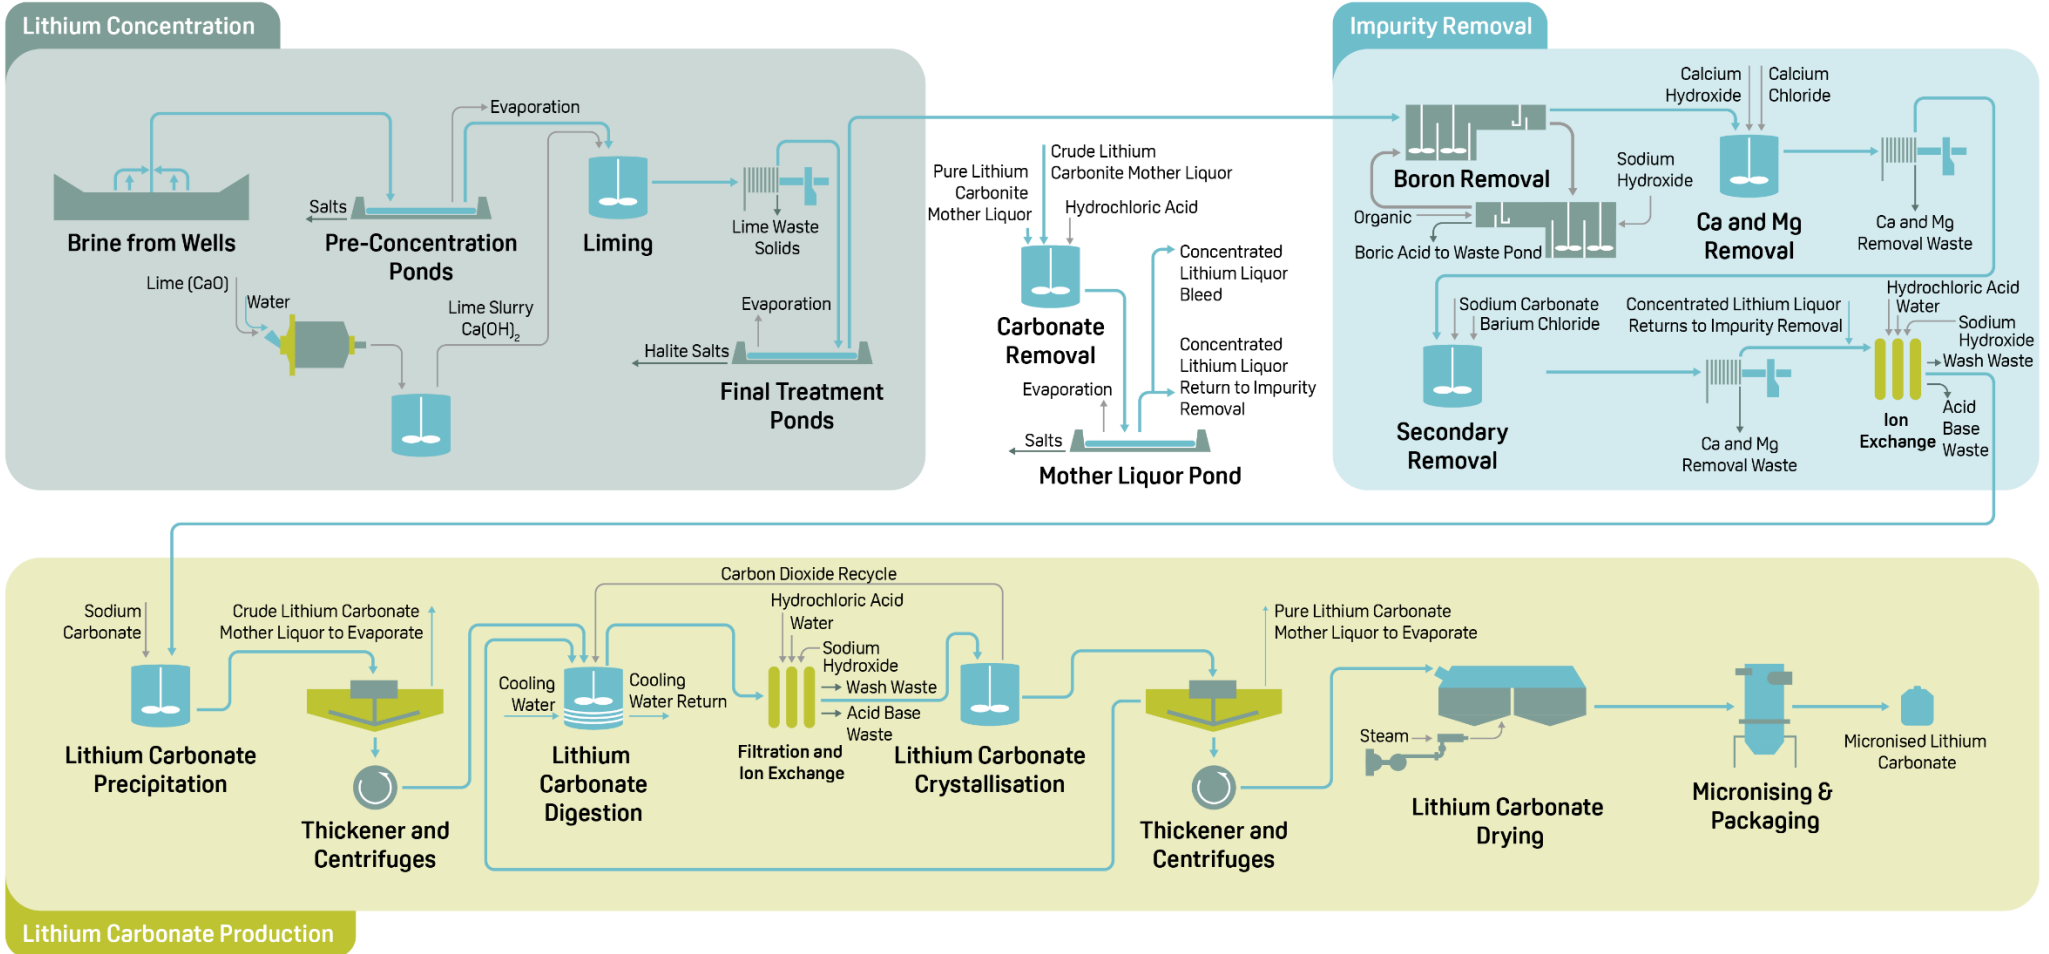 Lithium Concentration
Evaporation
Salts
Brine from Wells
Pre-Concentration
Ponds
Liming
Lime Waste
Solids
Lime (CaO)
Water
Lime Slurry
Ca(OH)2
Evaporation
Halite Salts
Final Treatment
Ponds
Pure Lithium
Carbonite
Mother Liquor
Crude Lithium
Carbonite Mother Liquor
Hydrochloric Acid
Carbonate
Removal
Concentrated
Lithium Liquor
Bleed
Concentrated
Lithium Liquor
Return to Impurity
Removal
Evaporation
Salts
Mother Liquor Pond
Impurity Removal
Calcium
Hydroxide
Calcium
Chloride
Boron Removal
Sodium
Hydroxide
Organic
Boric Acid to Waste Pond
Ca and Mg
Removal
Ca and Mg
Removal Waste
Sodium Carbonate
Barium Chloride
Secondary
Removal
Concentrated Lithium Liquor
Returns to Impurity Removal
Ca and Mg
Removal Waste
Hydrochloric Acid
Water
Sodium
Hydroxide
Wash Waste
Acid
Base
Waste
Ion
Exchange
Sodium
Carbonate
Lithium Carbonate
Precipitation
Crude Lithium Carbonate
Mother Liquor to Evaporate
Thickener and
Centrifuges
Carbon Dioxide Recycle
Cooling
Water
Cooling
Water Return
Lithium
Carbonate
Digestion
Hydrochloric Acid
Water
Sodium
Hydroxide
Wash Waste
Acid Base
Waste
Filtration and
Ion Exchange
Lithium Carbonate
Crystallisation
Pure Lithium Carbonate
Mother Liquor to Evaporate
Thickener and
Centrifuges
Steam
Lithium Carbonate
Drying
Micronising &
Packaging
Micronised Lithium
Carbonate
Lithium Carbonate Production